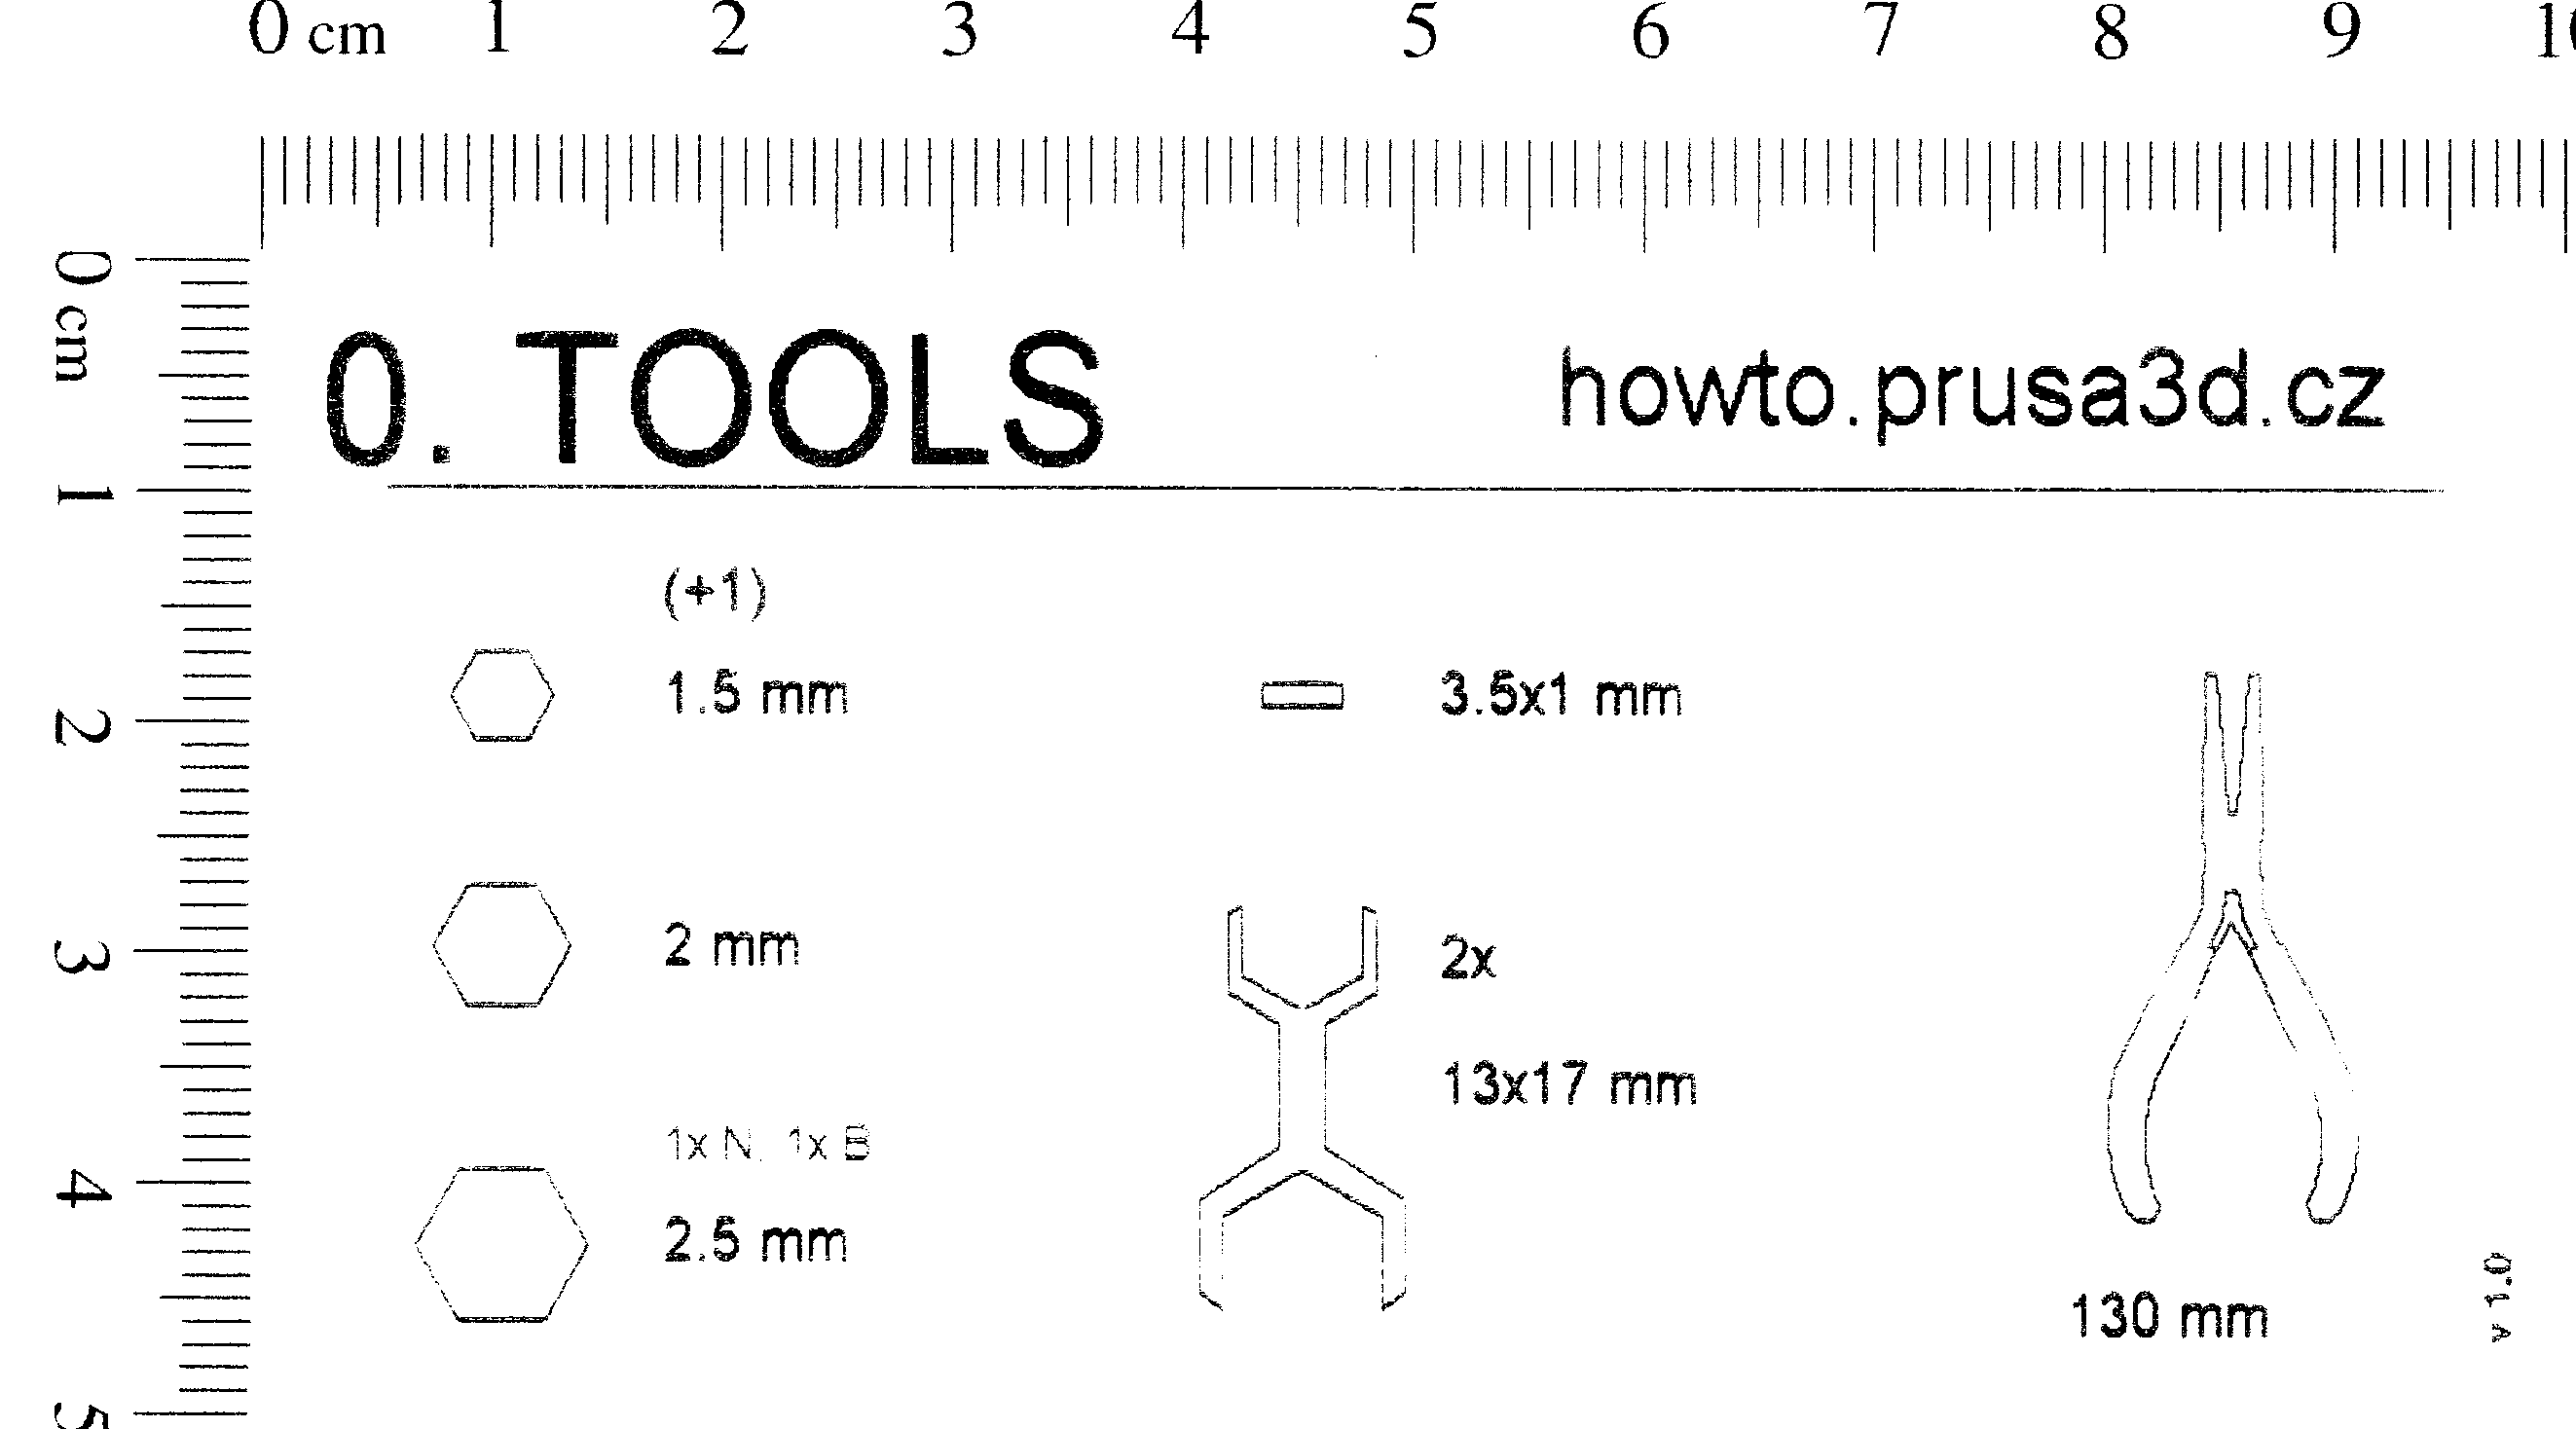 0 cm 1 2 3 4 5 6 7 8 9 10
0 cm
1
2
3
4
5
0. TOOLS
howto.prusa3d.cz
(+1)
1.5 mm
2 mm
1x N, 1x B
2.5 mm
3.5x1 mm
2x
13x17 mm
130 mm
v 1.0